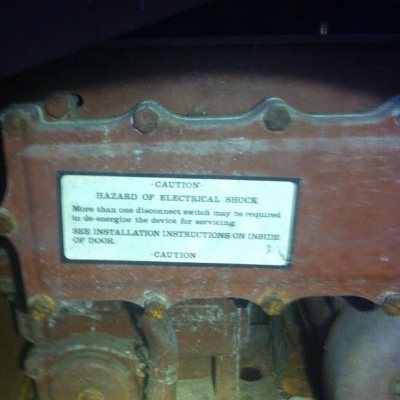 -CAUTION-
HAZARD OF ELECTRICAL SHOCK
More than one disconnect switch may be required
to de-energize the device for servicing.
SEE INSTALLATION INSTRUCTIONS ON INSIDE
OF DOOR.
-CAUTION-